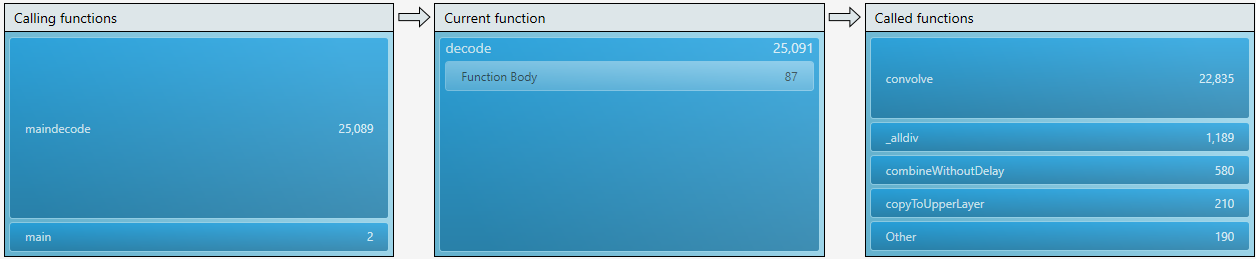 Calling functions
maindecode 25,089
main 2
Current function
decode 25,091
Function Body 87
Called functions
convolve 22,835
_alldiv 1,189
combineWithoutDelay 580
copyToUpperLayer 210
Other 190